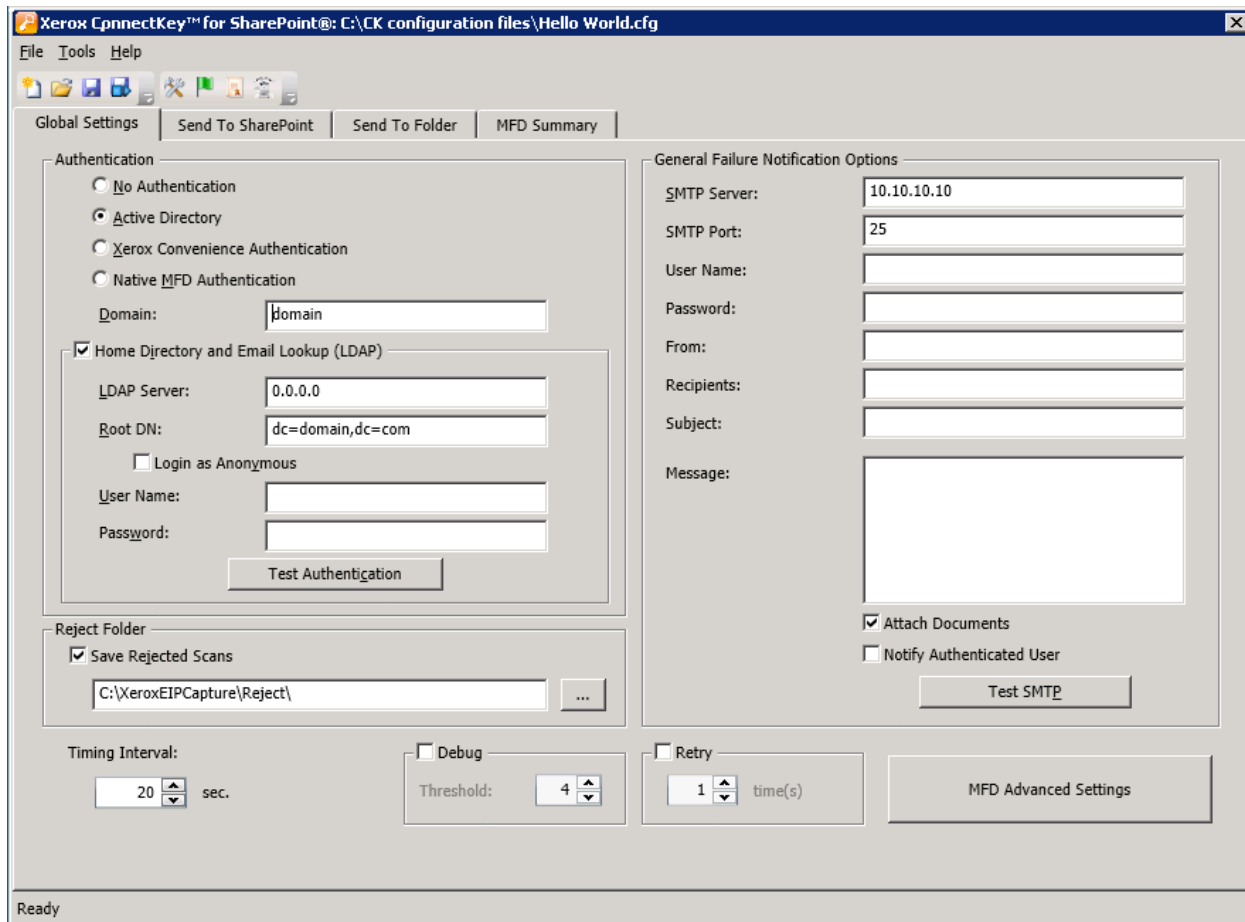 Xerox CpnnectKey™ for SharePoint®: C:\CK configuration files\Hello World.cfg
File Tools Help
Global Settings
Send To SharePoint
Send To Folder
MFD Summary
Authentication
No Authentication
Active Directory
Xerox Convenience Authentication
Native MFD Authentication
Domain: domain
Home Directory and Email Lookup (LDAP)
LDAP Server: 0.0.0.0
Root DN: dc=domain,dc=com
Login as Anonymous
User Name:
Password:
Test Authentication
Reject Folder
Save Rejected Scans
C:\XeroxEIPCapture\Reject\
...
General Failure Notification Options
SMTP Server: 10.10.10.10
SMTP Port: 25
User Name:
Password:
From:
Recipients:
Subject:
Message:
Attach Documents
Notify Authenticated User
Test SMTP
Timing Interval:
20 sec.
Debug
Threshold: 4
Retry
1 time(s)
MFD Advanced Settings
Ready